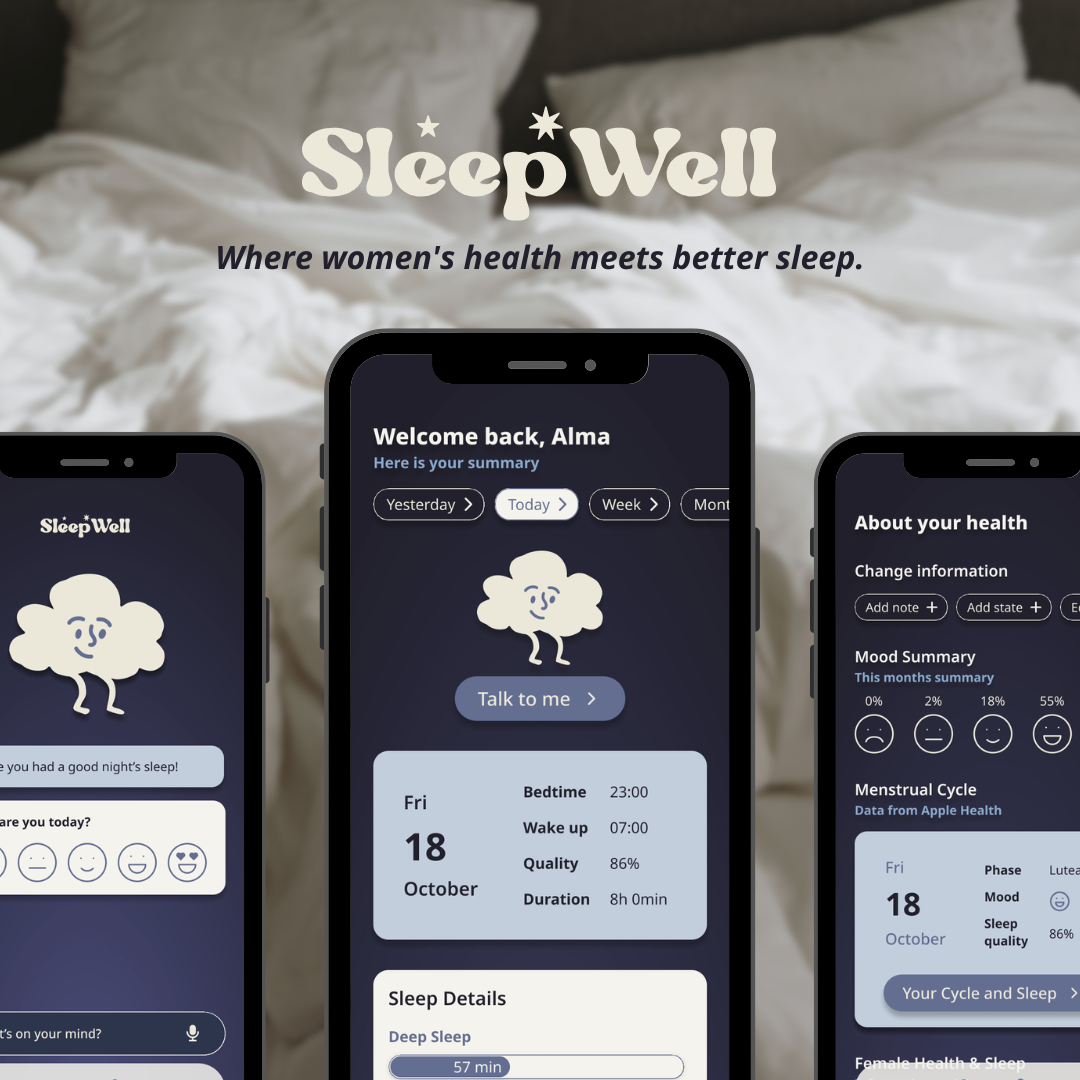 SleepWell
Where women's health meets better sleep.
SleepWell
you had a good night's sleep!
are you today?
on your mind?
Welcome back, Alma
Here is your summary
Yesterday
Today
Week
Talk to me
Fri
18
October
Bedtime 23:00
Wake up 07:00
Quality 86%
Duration 8h 0min
Sleep Details
Deep Sleep
57 min
About your health
Change information
Add note
Add state
Mood Summary
This months summary
0% 2% 18% 55%
Menstrual Cycle
Data from Apple Health
Fri
18
October
Phase
Mood
Sleep
quality 86%
Your Cycle and Sleep
Female Health & Sleep